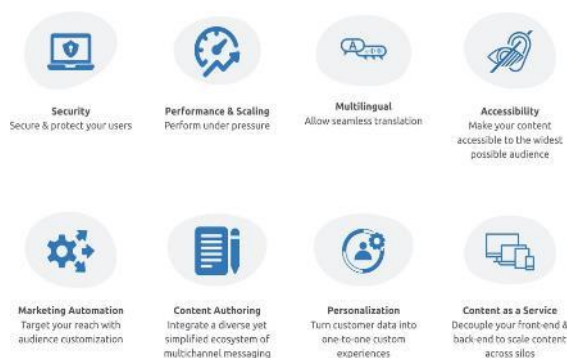 Security
Secure & protect your users
Performance & Scaling
Perform under pressure
Multilingual
Allow seamless translation
Accessibility
Make your content
accessible to the widest
possible audience
Marketing Automation
Target your reach with
audience customization
Content Authoring
Integrate a diverse yet
simplified ecosystem of
multichannel messaging
Personalization
Turn customer data into
one-to-one custom
experiences
Content as a Service
Decouple your front-end &
back-end to scale content
across silos